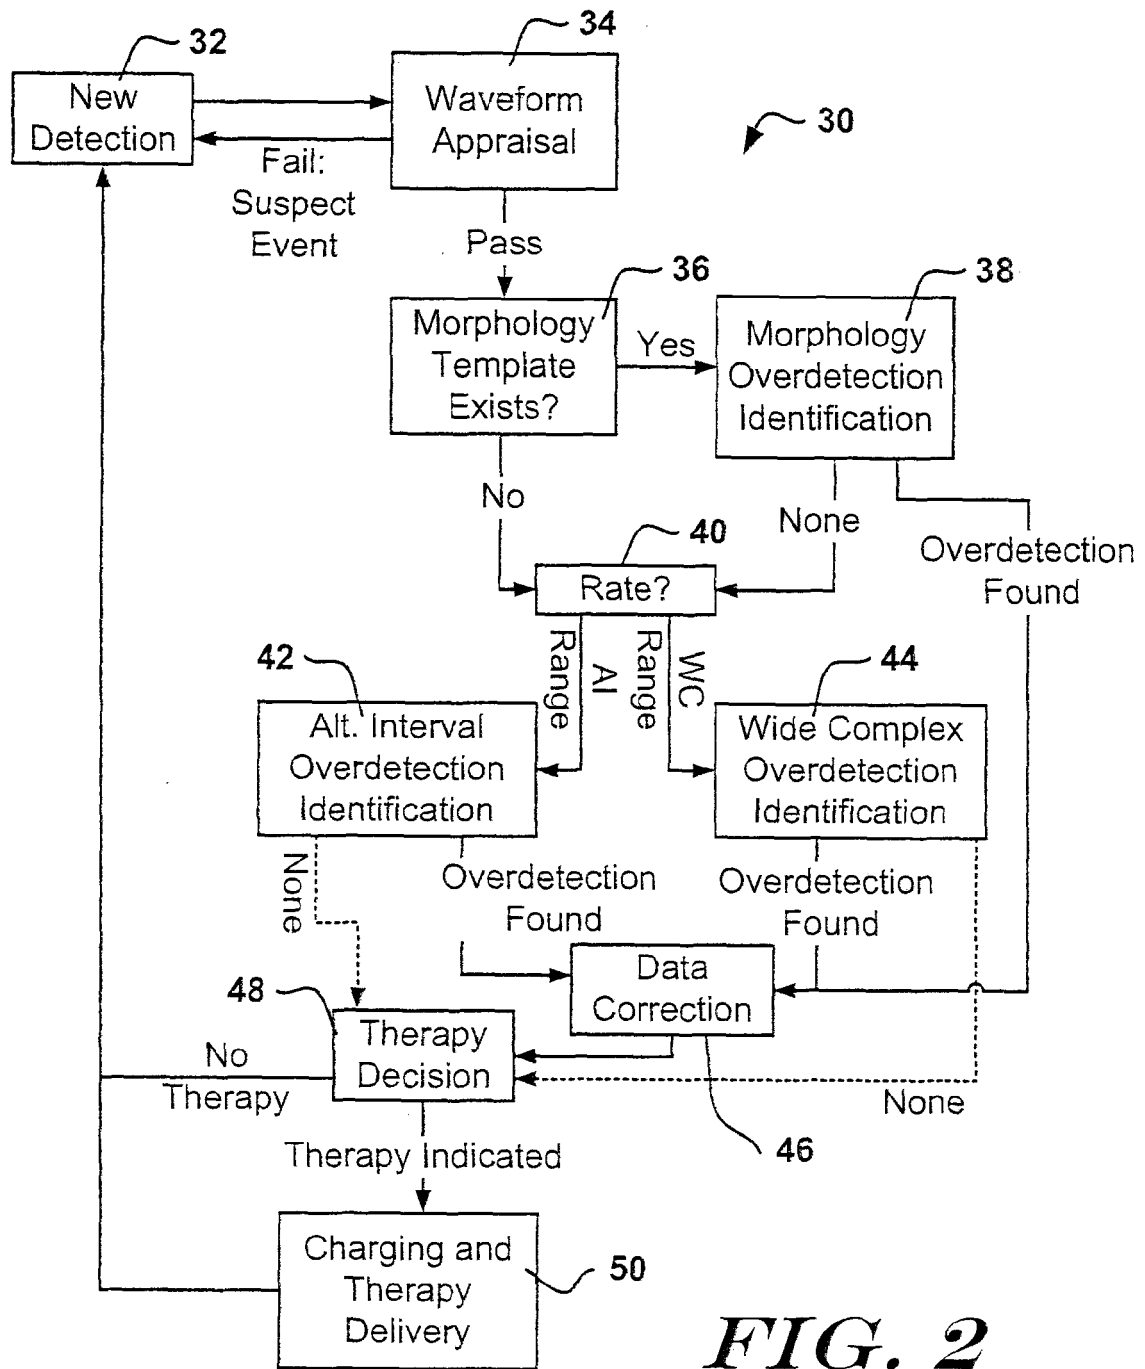 32
34
New
Detection
Waveform
Appraisal
30
Fail:
Suspect
Event
Pass
36
38
Morphology
Template
Exists?
Yes
Morphology
Overdetection
Identification
No
None
Overdetection
Found
40
Rate?
42
AI
Range
WC
Range
44
Alt. Interval
Overdetection
Identification
Wide Complex
Overdetection
Identification
None
Overdetection
Found
Overdetection
Found
Data
Correction
48
Therapy
Decision
No
Therapy
None
46
Therapy Indicated
Charging and
Therapy
Delivery
50
FIG. 2